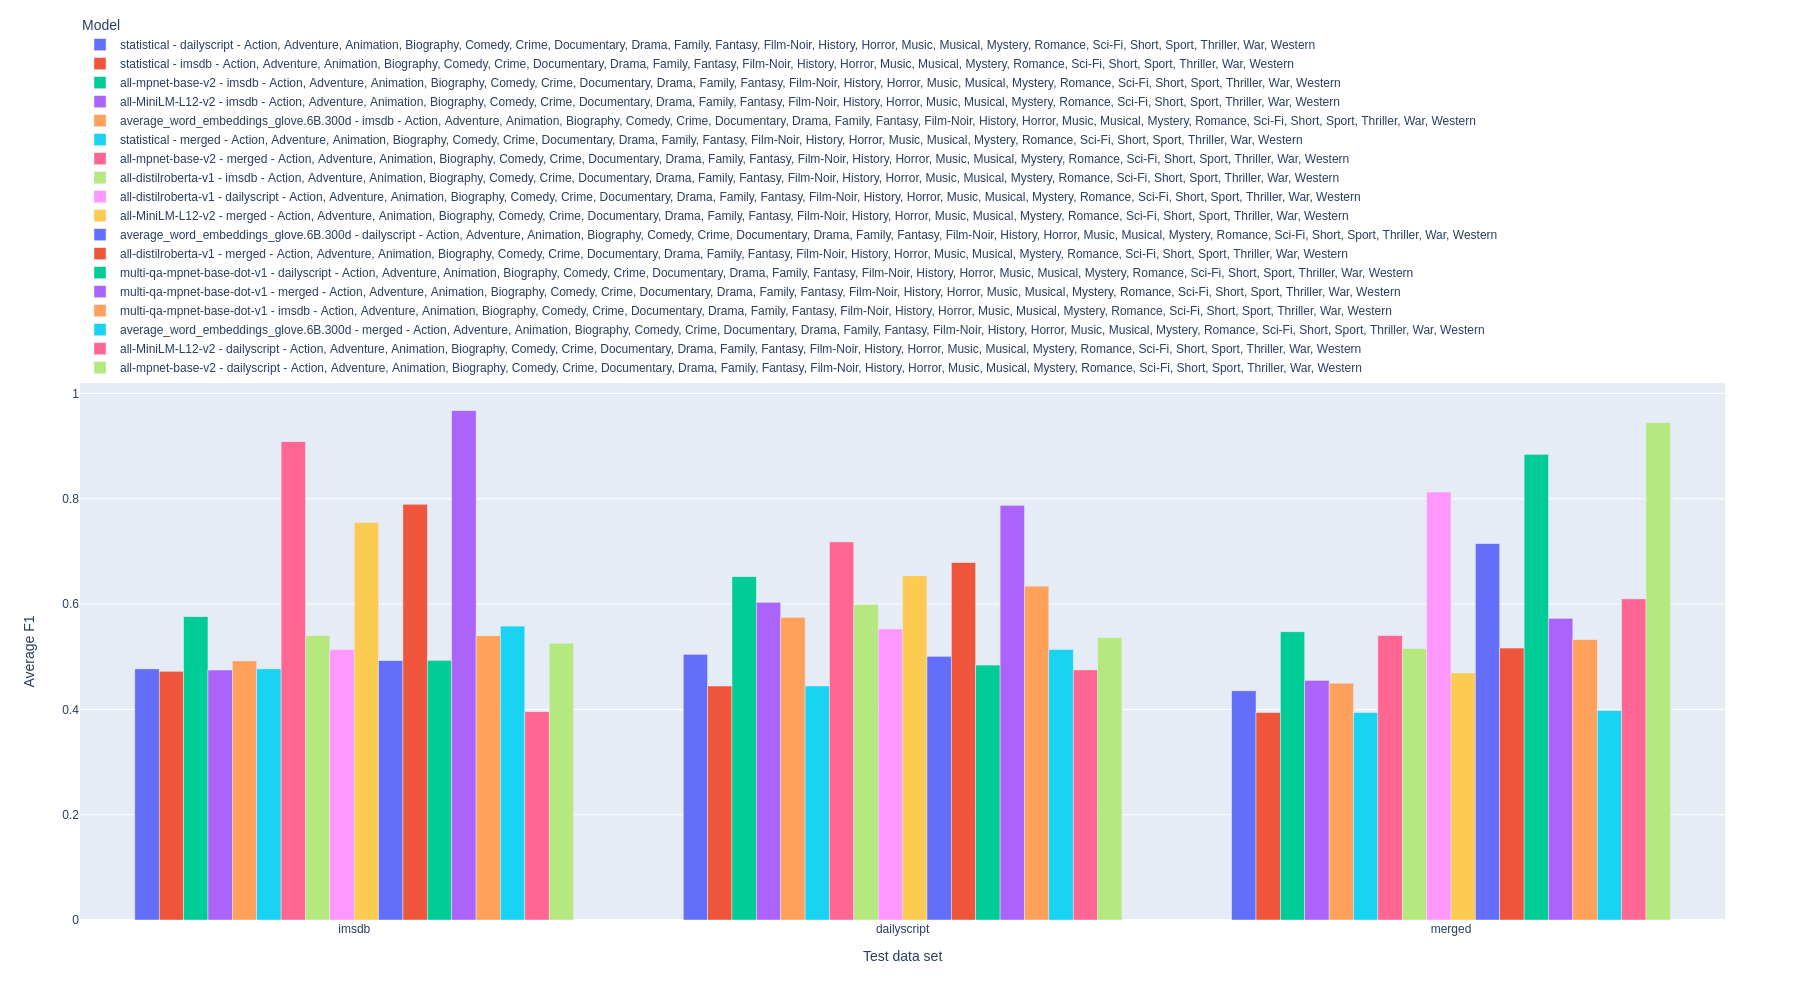 Model
statistical - dailyscript - Action, Adventure, Animation, Biography, Comedy, Crime, Documentary, Drama, Family, Fantasy, Film-Noir, History, Horror, Music, Musical, Mystery, Romance, Sci-Fi, Short, Sport, Thriller, War, Western
statistical - imsdb - Action, Adventure, Animation, Biography, Comedy, Crime, Documentary, Drama, Family, Fantasy, Film-Noir, History, Horror, Music, Musical, Mystery, Romance, Sci-Fi, Short, Sport, Thriller, War, Western
all-mpnet-base-v2 - imsdb - Action, Adventure, Animation, Biography, Comedy, Crime, Documentary, Drama, Family, Fantasy, Film-Noir, History, Horror, Music, Musical, Mystery, Romance, Sci-Fi, Short, Sport, Thriller, War, Western
all-MiniLM-L12-v2 - imsdb - Action, Adventure, Animation, Biography, Comedy, Crime, Documentary, Drama, Family, Fantasy, Film-Noir, History, Horror, Music, Musical, Mystery, Romance, Sci-Fi, Short, Sport, Thriller, War, Western
average_word_embeddings_glove.6B.300d - imsdb - Action, Adventure, Animation, Biography, Comedy, Crime, Documentary, Drama, Family, Fantasy, Film-Noir, History, Horror, Music, Musical, Mystery, Romance, Sci-Fi, Short, Sport, Thriller, War, Western
statistical - merged - Action, Adventure, Animation, Biography, Comedy, Crime, Documentary, Drama, Family, Fantasy, Film-Noir, History, Horror, Music, Musical, Mystery, Romance, Sci-Fi, Short, Sport, Thriller, War, Western
all-mpnet-base-v2 - merged - Action, Adventure, Animation, Biography, Comedy, Crime, Documentary, Drama, Family, Fantasy, Film-Noir, History, Horror, Music, Musical, Mystery, Romance, Sci-Fi, Short, Sport, Thriller, War, Western
all-distilroberta-v1 - imsdb - Action, Adventure, Animation, Biography, Comedy, Crime, Documentary, Drama, Family, Fantasy, Film-Noir, History, Horror, Music, Musical, Mystery, Romance, Sci-Fi, Short, Sport, Thriller, War, Western
all-distilroberta-v1 - dailyscript - Action, Adventure, Animation, Biography, Comedy, Crime, Documentary, Drama, Family, Fantasy, Film-Noir, History, Horror, Music, Musical, Mystery, Romance, Sci-Fi, Short, Sport, Thriller, War, Western
all-MiniLM-L12-v2 - merged - Action, Adventure, Animation, Biography, Comedy, Crime, Documentary, Drama, Family, Fantasy, Film-Noir, History, Horror, Music, Musical, Mystery, Romance, Sci-Fi, Short, Sport, Thriller, War, Western
average_word_embeddings_glove.6B.300d - dailyscript - Action, Adventure, Animation, Biography, Comedy, Crime, Documentary, Drama, Family, Fantasy, Film-Noir, History, Horror, Music, Musical, Mystery, Romance, Sci-Fi, Short, Sport, Thriller, War, Western
all-distilroberta-v1 - merged - Action, Adventure, Animation, Biography, Comedy, Crime, Documentary, Drama, Family, Fantasy, Film-Noir, History, Horror, Music, Musical, Mystery, Romance, Sci-Fi, Short, Sport, Thriller, War, Western
multi-qa-mpnet-base-dot-v1 - dailyscript - Action, Adventure, Animation, Biography, Comedy, Crime, Documentary, Drama, Family, Fantasy, Film-Noir, History, Horror, Music, Musical, Mystery, Romance, Sci-Fi, Short, Sport, Thriller, War, Western
multi-qa-mpnet-base-dot-v1 - merged - Action, Adventure, Animation, Biography, Comedy, Crime, Documentary, Drama, Family, Fantasy, Film-Noir, History, Horror, Music, Musical, Mystery, Romance, Sci-Fi, Short, Sport, Thriller, War, Western
multi-qa-mpnet-base-dot-v1 - imsdb - Action, Adventure, Animation, Biography, Comedy, Crime, Documentary, Drama, Family, Fantasy, Film-Noir, History, Horror, Music, Musical, Mystery, Romance, Sci-Fi, Short, Sport, Thriller, War, Western
average_word_embeddings_glove.6B.300d - merged - Action, Adventure, Animation, Biography, Comedy, Crime, Documentary, Drama, Family, Fantasy, Film-Noir, History, Horror, Music, Musical, Mystery, Romance, Sci-Fi, Short, Sport, Thriller, War, Western
all-MiniLM-L12-v2 - dailyscript - Action, Adventure, Animation, Biography, Comedy, Crime, Documentary, Drama, Family, Fantasy, Film-Noir, History, Horror, Music, Musical, Mystery, Romance, Sci-Fi, Short, Sport, Thriller, War, Western
all-mpnet-base-v2 - dailyscript - Action, Adventure, Animation, Biography, Comedy, Crime, Documentary, Drama, Family, Fantasy, Film-Noir, History, Horror, Music, Musical, Mystery, Romance, Sci-Fi, Short, Sport, Thriller, War, Western
1
0.8
0.6
0.4
0.2
0
Average F1
imsdb
dailyscript
merged
Test data set